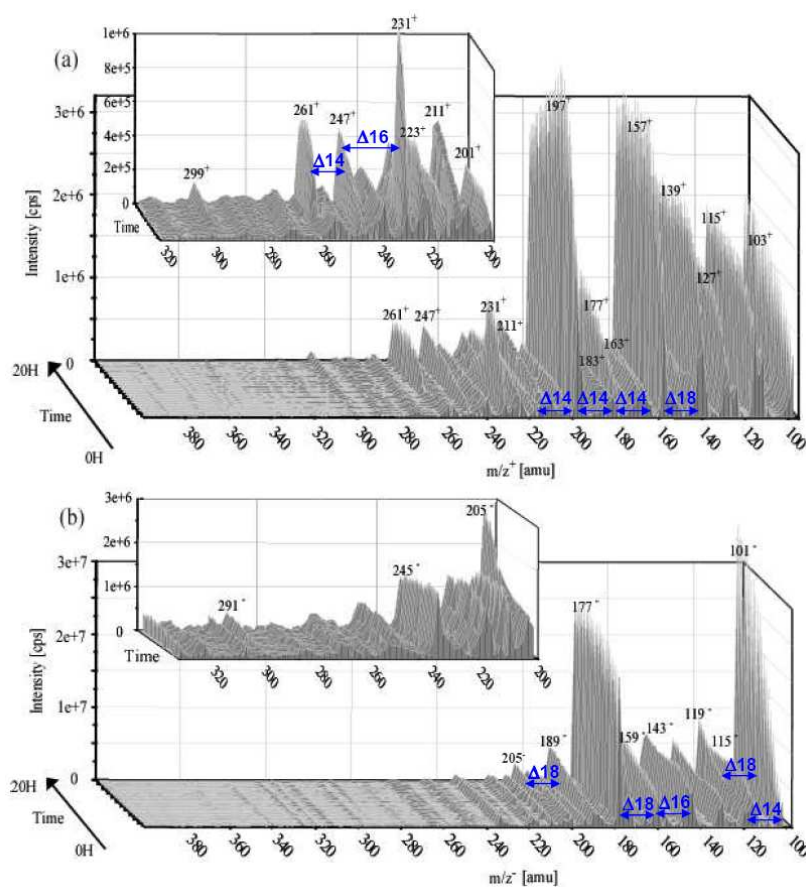 (a)
1e+6
8e+5
6e+5
4e+5
2e+5
0
Time
320
300
280
260
240
220
200
299⁺
261⁺
247⁺
231⁺
223⁺
211⁺
201⁺
Δ14
Δ16
Intensity [cps]
3e+6
2e+6
1e+6
0
20H
Time
0H
261⁺
247⁺
231⁺
211⁺
197⁺
177⁺
183⁺
163⁺
157⁺
139⁺
127⁺
115⁺
103⁺
Δ14
Δ14
Δ14
Δ18
380
360
340
320
300
280
260
240
220
200
180
160
140
120
100
m/z⁺ [amu]
(b)
3e+6
2e+6
1e+6
0
Time
320
300
280
260
240
220
200
291⁻
245⁻
205⁻
Intensity [cps]
3e+7
2e+7
1e+7
0
20H
Time
0H
205⁻
189⁻
177⁻
159⁻
143⁻
119⁻
115⁻
101⁻
Δ18
Δ18
Δ16
Δ18
Δ14
380
360
340
320
300
280
260
240
220
200
180
160
140
120
100
m/z⁻ [amu]